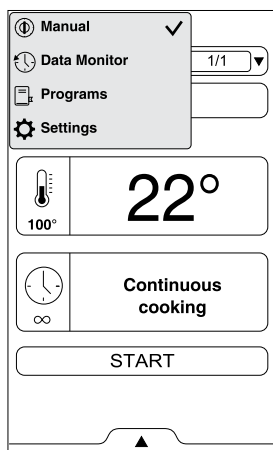 Manual
Data Monitor
1/1
Programs
Settings
100°
22°
∞
Continuous
cooking
START